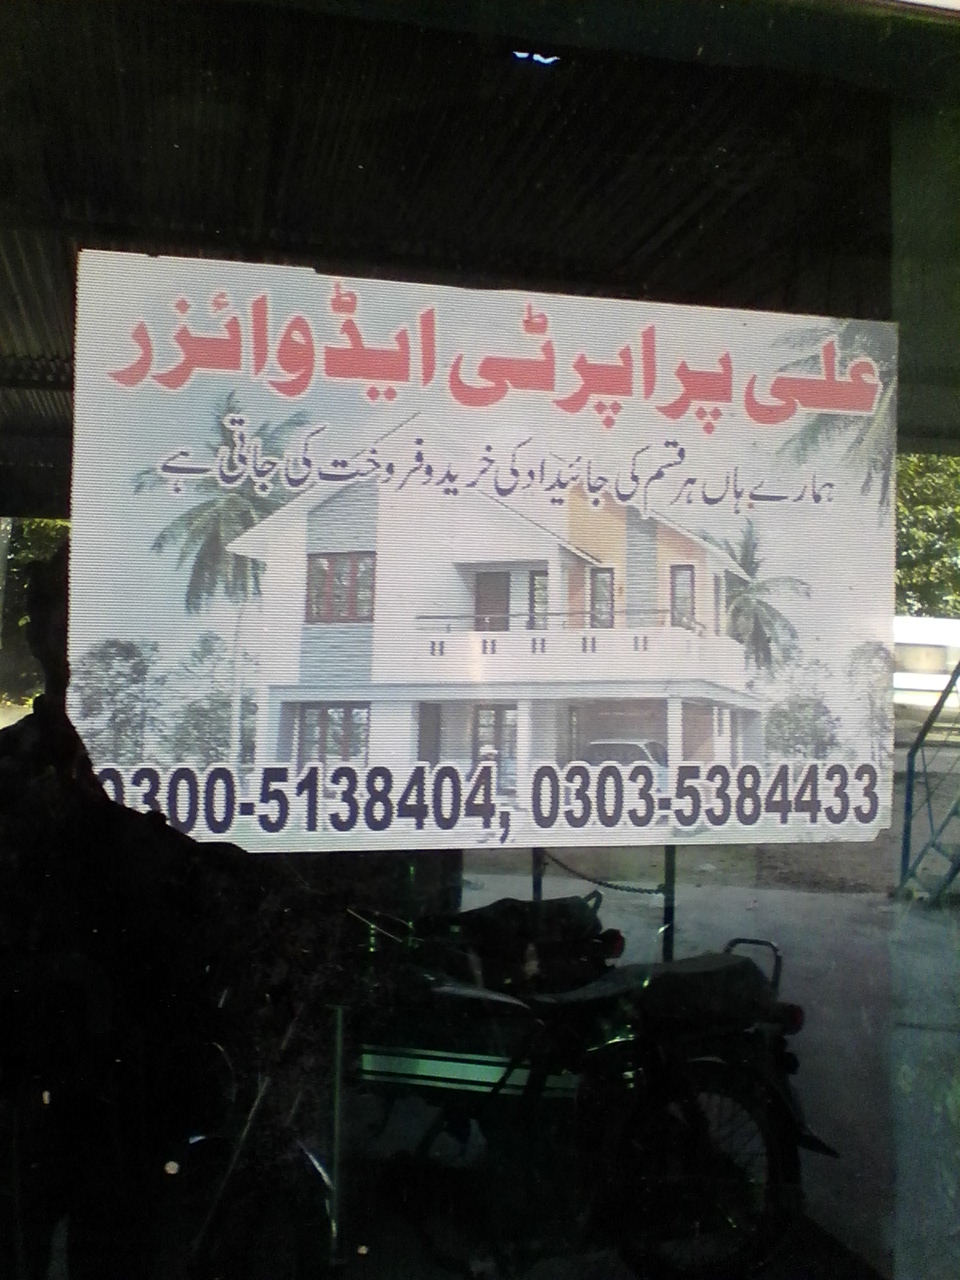 علی پراپرٹی ایڈوائزر
ہمارے ہاں ہر قسم کی جائیداد کی خرید و فروخت کی جاتی ہے
0300-5138404, 0303-5384433